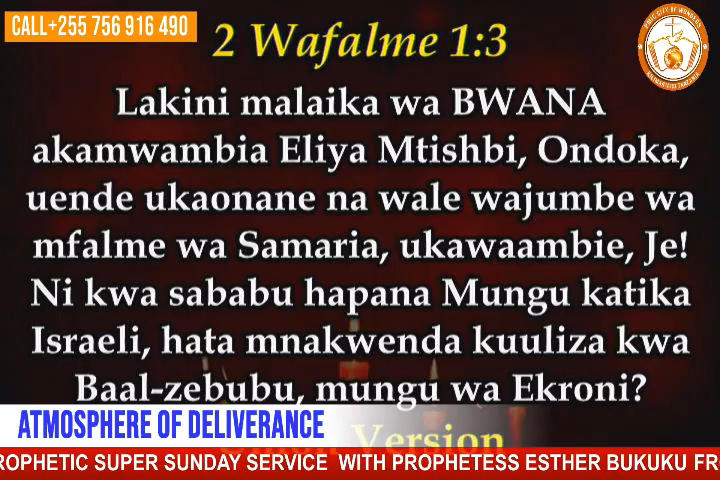 CALL+255 756 916 490
2 Wafalme 1:3
Lakini malaika wa BWANA
akamwambia Eliya Mtishbi, Ondoka,
uende ukaonane na wale wajumbe wa
mfalme wa Samaria, ukawaambie, Je!
Ni kwa sababu hapana Mungu katika
Israeli, hata mnakwenda kuuliza kwa
Baal-zebubu, mungu wa Ekroni?
Version
ATMOSPHERE OF DELIVERANCE
ROPHETIC SUPER SUNDAY SERVICE WITH PROPHETESS ESTHER BUKUKU FR